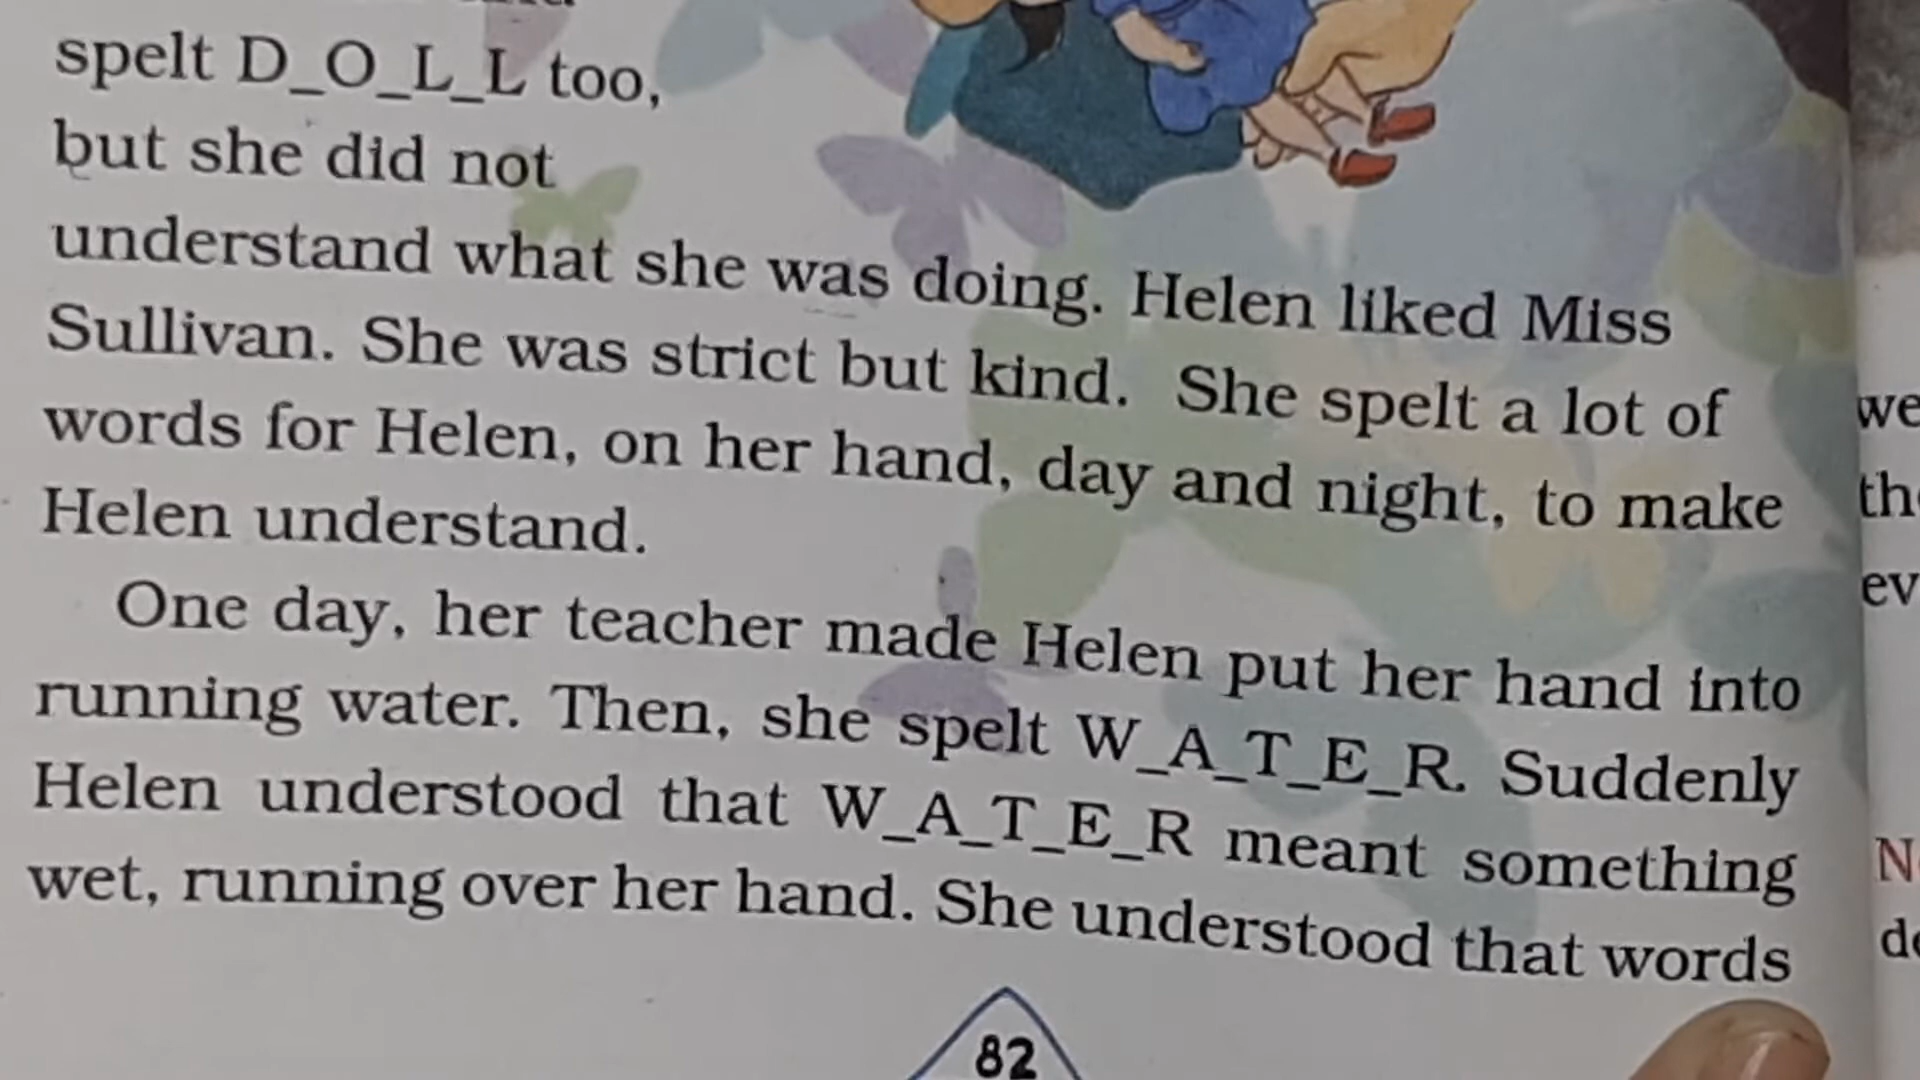 spelt D_O_L_L too,
but she did not
understand what she was doing. Helen liked Miss
Sullivan. She was strict but kind. She spelt a lot of
words for Helen, on her hand, day and night, to make
Helen understand.
One day, her teacher made Helen put her hand into
running water. Then, she spelt W_A_T_E_R. Suddenly
Helen understood that W_A_T_E_R meant something
wet, running over her hand. She understood that words
82